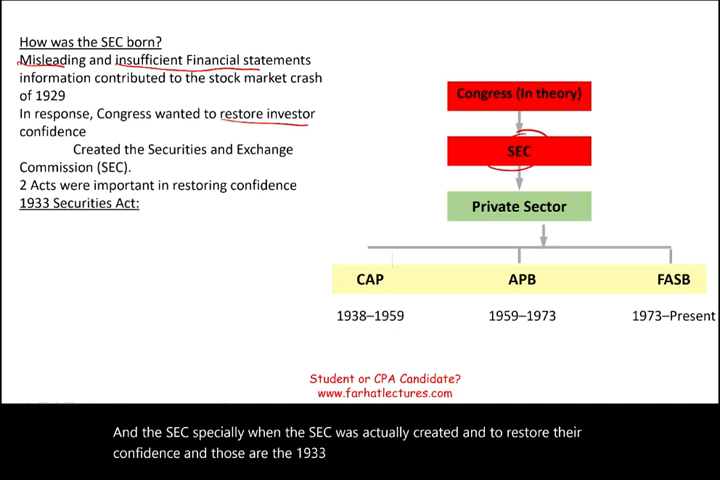 How was the SEC born?
Misleading and insufficient Financial statements
information contributed to the stock market crash
of 1929
In response, Congress wanted to restore investor
confidence
Created the Securities and Exchange
Commission (SEC).
2 Acts were important in restoring confidence
1933 Securities Act:
Congress (In theory)
SEC
Private Sector
CAP APB FASB
1938–1959 1959–1973 1973–Present
Student or CPA Candidate?
www.farhatlectures.com
And the SEC specially when the SEC was actually created and to restore their
confidence and those are the 1933